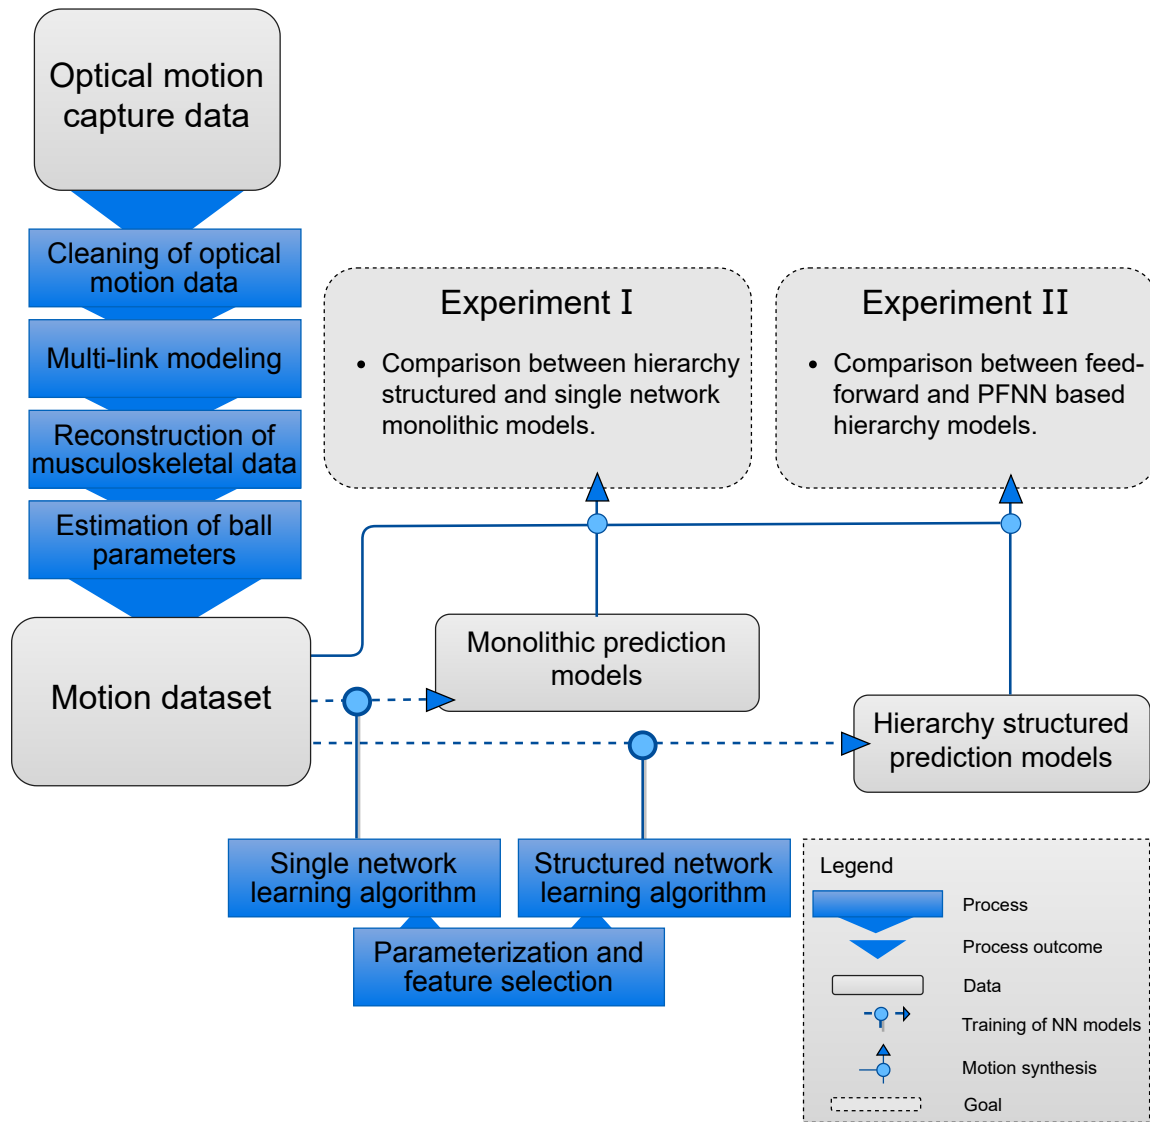 Optical motion
capture data
Cleaning of optical
motion data
Multi-link modeling
Reconstruction of
musculoskeletal data
Estimation of ball
parameters
Motion dataset
Experiment I
• Comparison between hierarchy
structured and single network
monolithic models.
Experiment II
• Comparison between feed-
forward and PFNN based
hierarchy models.
Monolithic prediction
models
Hierarchy structured
prediction models
Single network
learning algorithm
Structured network
learning algorithm
Parameterization and
feature selection
Legend
Process
Process outcome
Data
Training of NN models
Motion synthesis
Goal